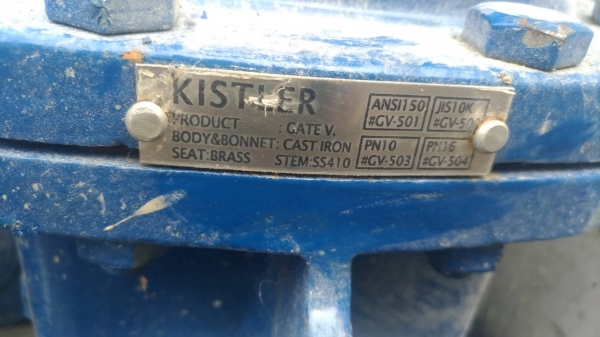 KISTLER
PRODUCT : GATE V.
BODY&BONNET: CAST IRON
SEAT:BRASS STEM:SS410
ANSI150 JIS10K
#GV-501 #GV-50
PN10 PN16
#GV-503 #GV-504